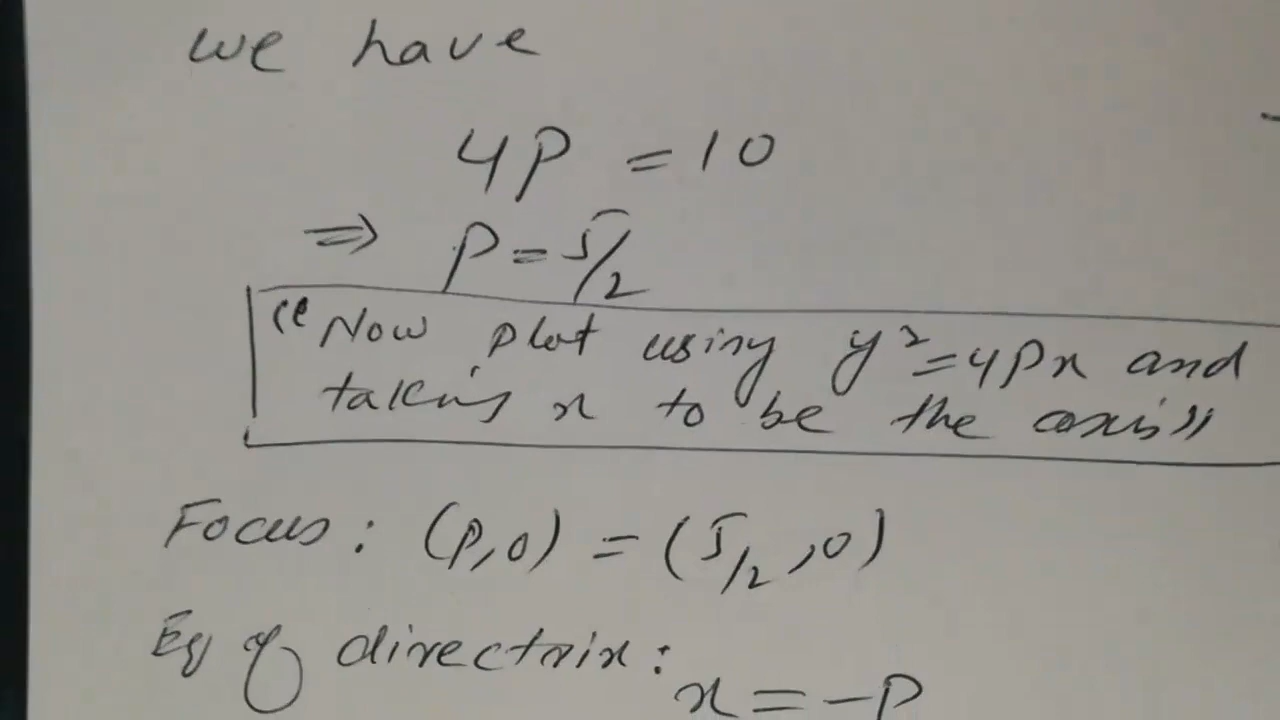 we have
4P = 10
⇒ P = 5/2
"Now plot using y² = 4Px and
taking x to be the axis"
Focus: (P,0) = (5/2,0)
Eq of directrix:
x = -P